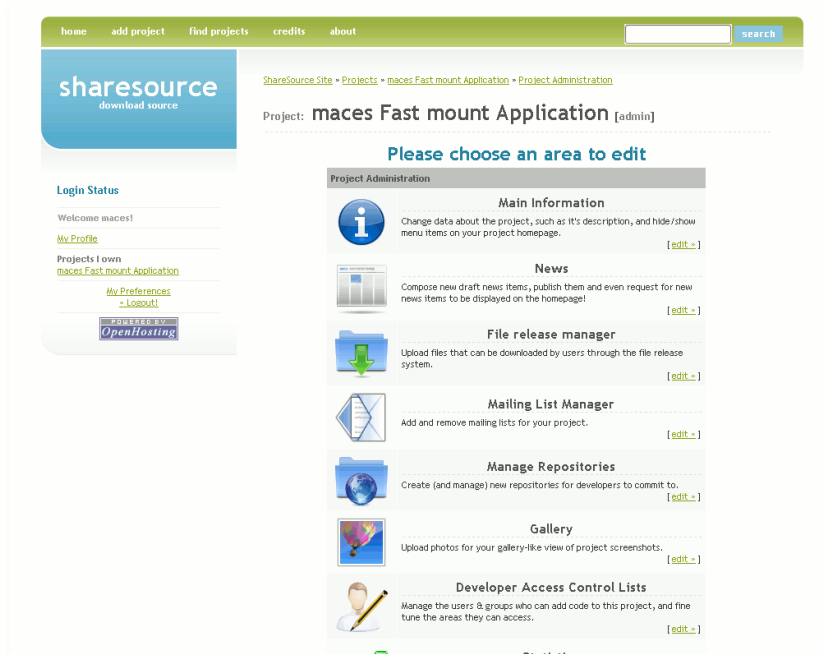 home add project find projects credits about search
sharesource
download source
ShareSource Site » Projects » maces Fast mount Application » Project Administration
Project: maces Fast mount Application [admin]
Login Status
Welcome maces!
My Profile
Projects I own
maces Fast mount Application
My Preferences
» Logout!
POWERED BY
OpenHosting
Please choose an area to edit
Project Administration
Main Information
Change data about the project, such as it's description, and hide/show
menu items on your project homepage.
[ edit » ]
News
Compose new draft news items, publish them and even request for new
news items to be displayed on the homepage!
[ edit » ]
File release manager
Upload files that can be downloaded by users through the file release
system.
[ edit » ]
Mailing List Manager
Add and remove mailing lists for your project.
[ edit » ]
Manage Repositories
Create (and manage) new repositories for developers to commit to.
[ edit » ]
Gallery
Upload photos for your gallery-like view of project screenshots.
[ edit » ]
Developer Access Control Lists
Manage the users & groups who can add code to this project, and fine
tune the areas they can access.
[ edit » ]